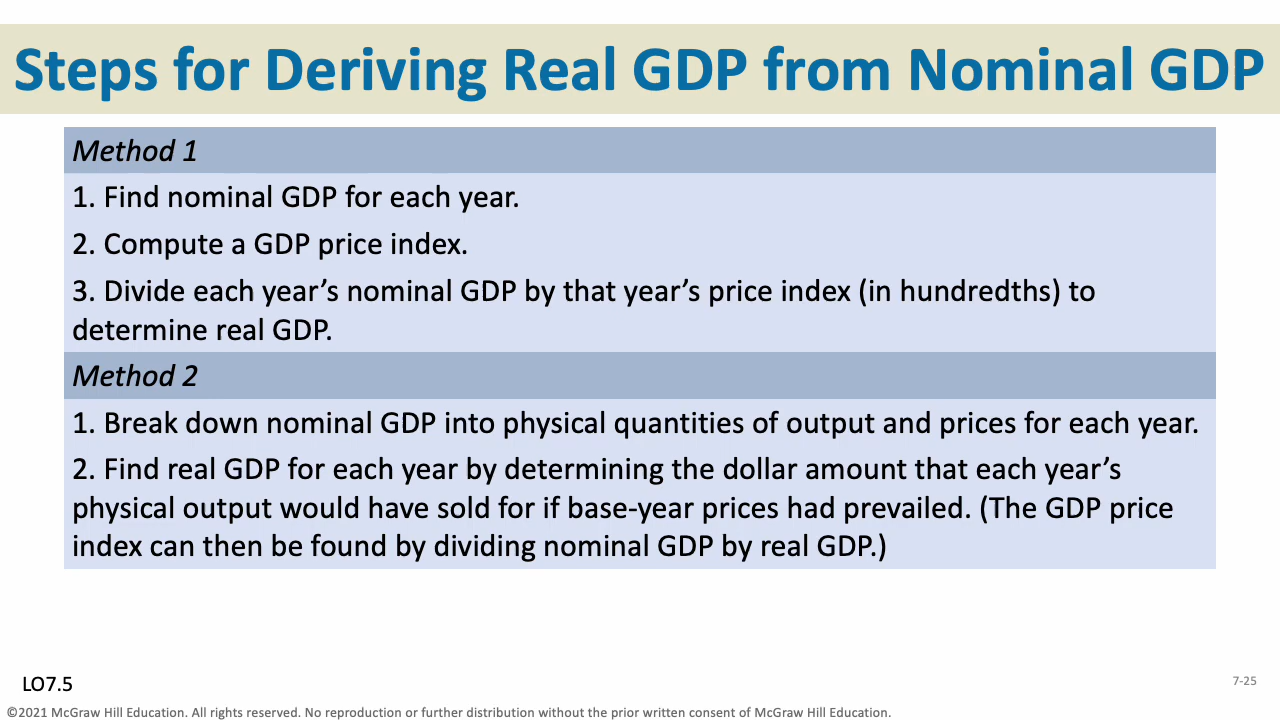 Steps for Deriving Real GDP from Nominal GDP
Method 1
1. Find nominal GDP for each year.
2. Compute a GDP price index.
3. Divide each year’s nominal GDP by that year’s price index (in hundredths) to
determine real GDP.
Method 2
1. Break down nominal GDP into physical quantities of output and prices for each year.
2. Find real GDP for each year by determining the dollar amount that each year’s
physical output would have sold for if base-year prices had prevailed. (The GDP price
index can then be found by dividing nominal GDP by real GDP.)
LO7.5
7-25
©2021 McGraw Hill Education. All rights reserved. No reproduction or further distribution without the prior written consent of McGraw Hill Education.